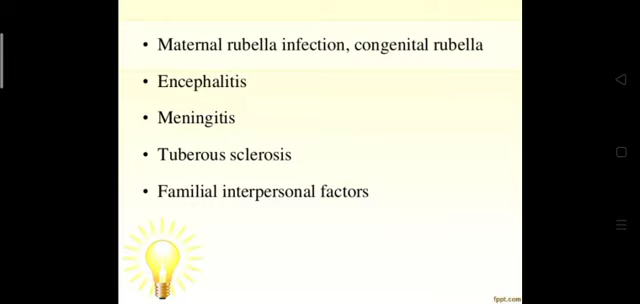 • Maternal rubella infection, congenital rubella
• Encephalitis
• Meningitis
• Tuberous sclerosis
• Familial interpersonal factors
fppt.com